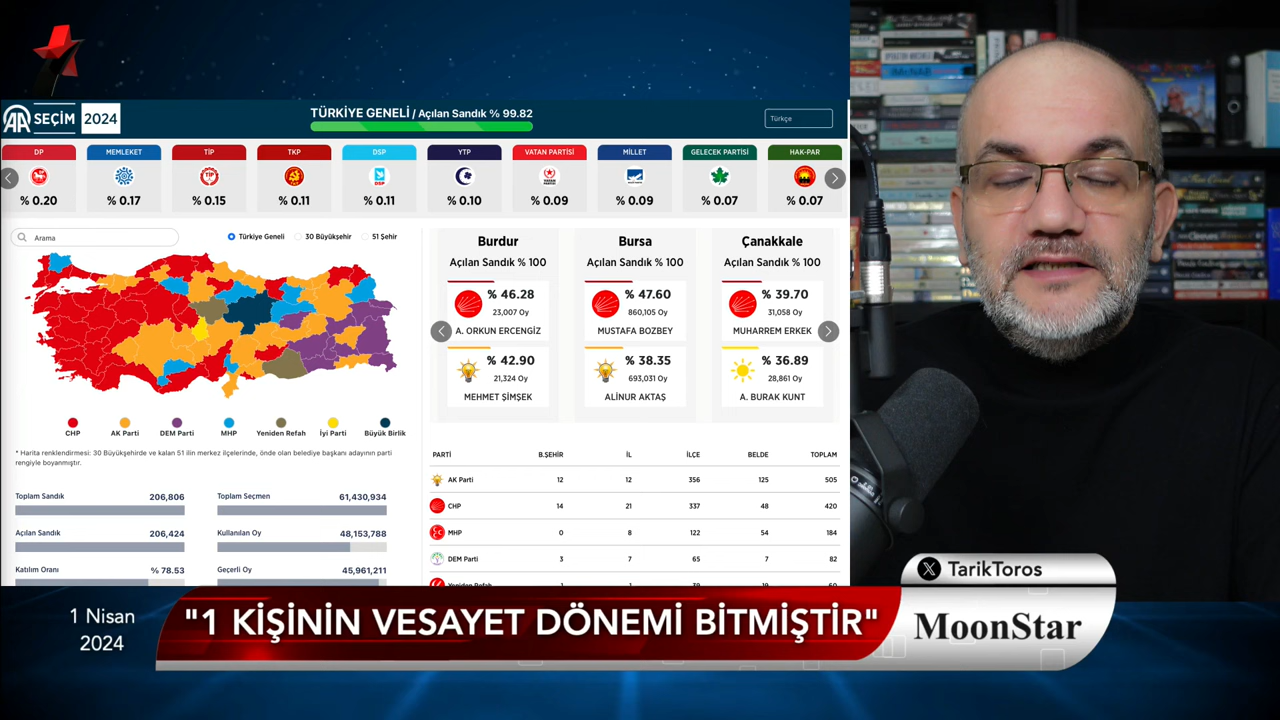 AA SEÇİM 2024
TÜRKİYE GENELİ / Açılan Sandık % 99.82
Türkçe
DP MEMLEKET TİP TKP DSP YTP VATAN PARTİSİ MİLLET GELECEK PARTİSİ HAK-PAR
DSP
% 0.20 % 0.17 % 0.15 % 0.11 % 0.11 % 0.10 % 0.09 % 0.09 % 0.07 % 0.07
Arama
Türkiye Geneli 30 Büyükşehir 51 Şehir
CHP AK Parti DEM Parti MHP Yeniden Refah İyi Parti Büyük Birlik
* Harita renklendirmesi: 30 Büyükşehirde ve kalan 51 ilin merkez ilçelerinde, önde olan belediye başkanı adayının parti
rengiyle boyanmıştır.
Toplam Sandık 206,806
Toplam Seçmen 61,430,934
Açılan Sandık 206,424
Kullanılan Oy 48,153,788
Katılım Oranı % 78.53
Geçerli Oy 45,961,211
Burdur
Açılan Sandık % 100
% 46.28
23,007 Oy
A. ORKUN ERCENGİZ
% 42.90
21,324 Oy
MEHMET ŞİMŞEK
Bursa
Açılan Sandık % 100
% 47.60
860,105 Oy
MUSTAFA BOZBEY
% 38.35
693,031 Oy
ALİNUR AKTAŞ
Çanakkale
Açılan Sandık % 100
% 39.70
31,058 Oy
MUHARREM ERKEK
% 36.89
28,861 Oy
A. BURAK KUNT
PARTİ B.ŞEHİR İL İLÇE BELDE TOPLAM
AK Parti 12 12 356 125 505
CHP 14 21 337 48 420
MHP 0 8 122 54 184
DEM Parti 3 7 65 7 82
Yeniden Refah 1 1 39 19 60
TarikToros
1 Nisan
2024
"1 KİŞİNİN VESAYET DÖNEMİ BİTMİŞTİR"
MoonStar